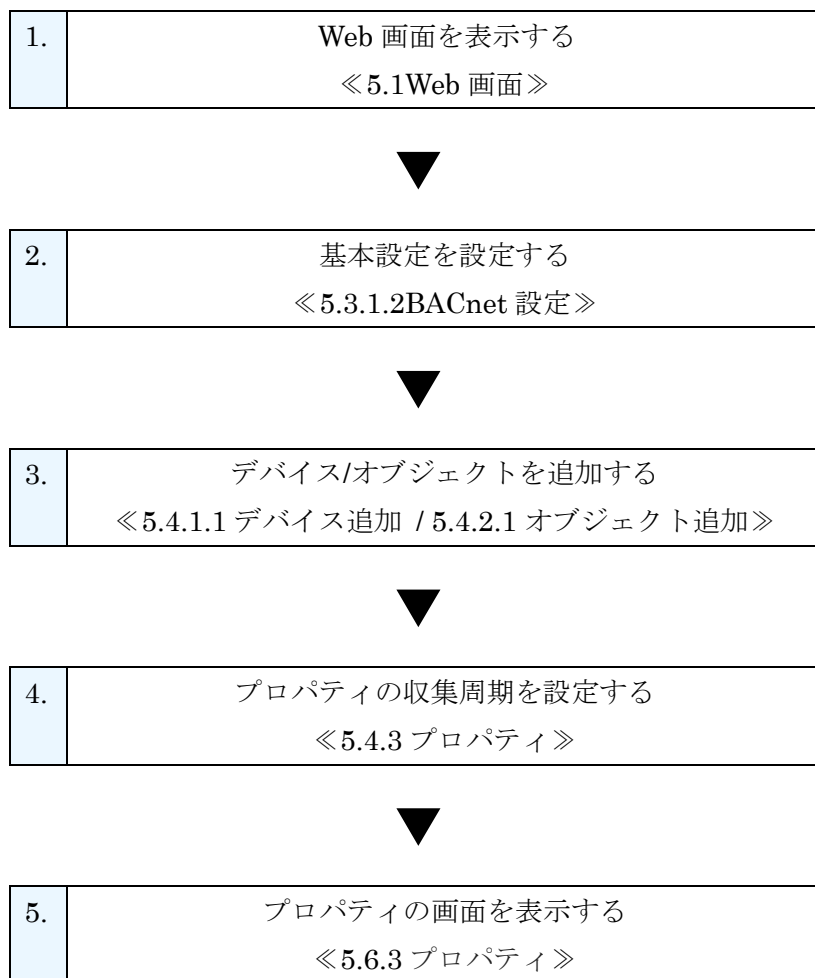 1.
Web 画面を表示する
≪5.1Web 画面≫
2.
基本設定を設定する
≪5.3.1.2BACnet 設定≫
3.
デバイス/オブジェクトを追加する
≪5.4.1.1 デバイス追加 / 5.4.2.1 オブジェクト追加≫
4.
プロパティの収集周期を設定する
≪5.4.3 プロパティ≫
5.
プロパティの画面を表示する
≪5.6.3 プロパティ≫